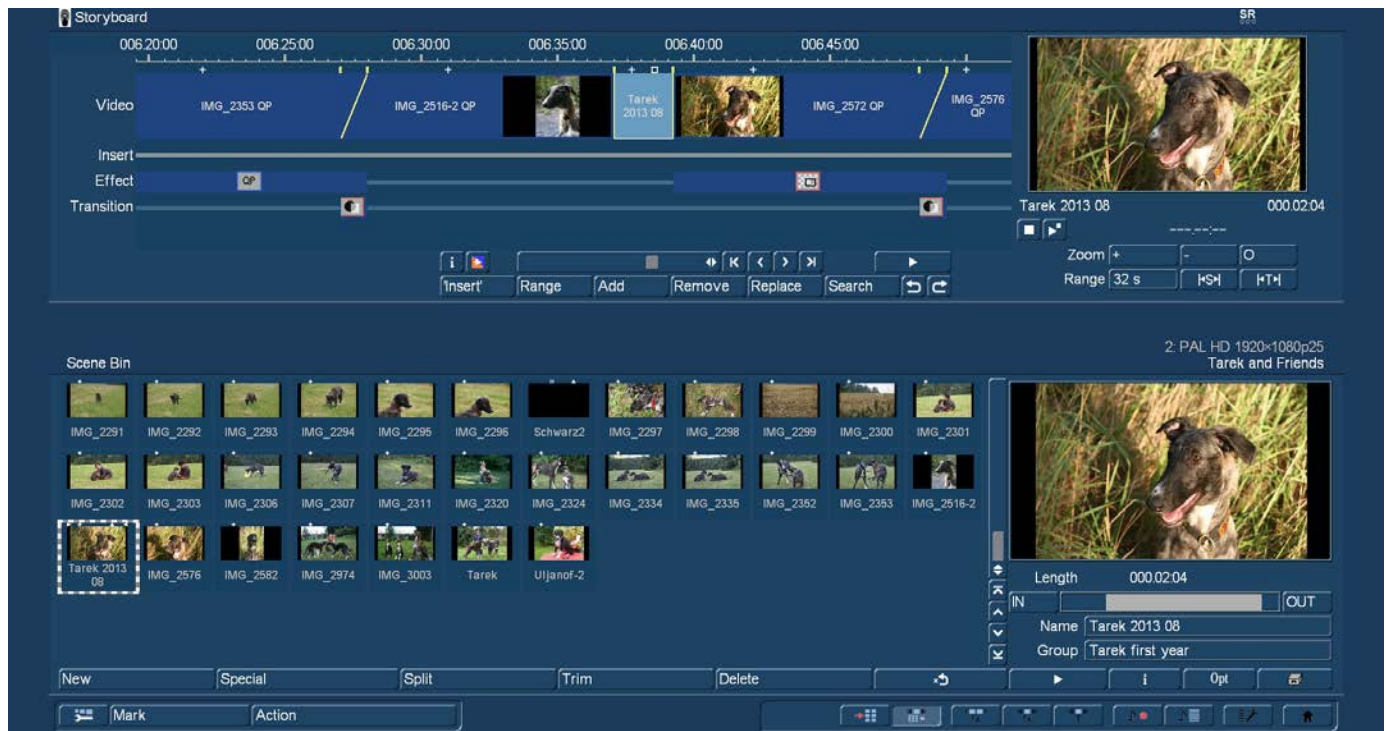 Storyboard
SR
006.20:00 006.25:00 006.30:00 006.35:00 006.40:00 006.45:00
Video
IMG_2353 QP
IMG_2516-2 QP
Tarek
2013 08
IMG_2572 QP
IMG_2576
QP
Insert
Effect
QP
Transition
Tarek 2013 08 000.02:04
---.--:--
i
Zoom + - O
'Insert' Range Add Remove Replace Search
Range 32 s |◂S▸| |◂T▸|
2: PAL HD 1920×1080p25
Scene Bin
Tarek and Friends
IMG_2291 IMG_2292 IMG_2293 IMG_2294 IMG_2295 IMG_2296 Schwarz2 IMG_2297 IMG_2298 IMG_2299 IMG_2300 IMG_2301
IMG_2302 IMG_2303 IMG_2306 IMG_2307 IMG_2311 IMG_2320 IMG_2324 IMG_2334 IMG_2335 IMG_2352 IMG_2353 IMG_2516-2
Tarek 2013
08
IMG_2576 IMG_2582 IMG_2974 IMG_3003 Tarek Uljanof-2
Length 000.02:04
IN OUT
Name Tarek 2013 08
Group Tarek first year
New Special Split Trim Delete i Opt
Mark Action